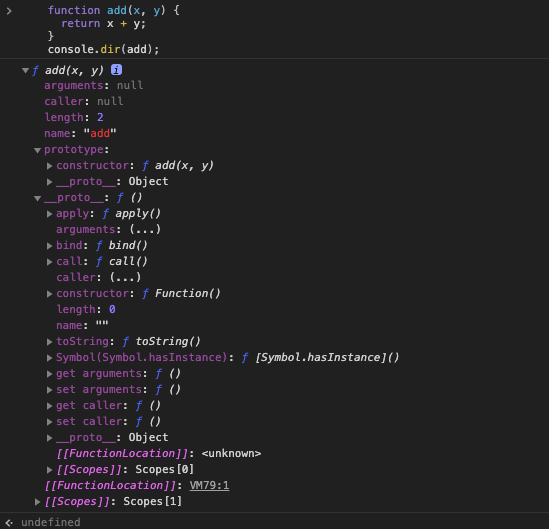 function add(x, y) {
return x + y;
}
console.dir(add);
ƒ add(x, y) i
arguments: null
caller: null
length: 2
name: "add"
prototype:
constructor: ƒ add(x, y)
__proto__: Object
__proto__: ƒ ()
apply: ƒ apply()
arguments: (...)
bind: ƒ bind()
call: ƒ call()
caller: (...)
constructor: ƒ Function()
length: 0
name: ""
toString: ƒ toString()
Symbol(Symbol.hasInstance): ƒ [Symbol.hasInstance]()
get arguments: ƒ ()
set arguments: ƒ ()
get caller: ƒ ()
set caller: ƒ ()
__proto__: Object
[[FunctionLocation]]: <unknown>
[[Scopes]]: Scopes[0]
[[FunctionLocation]]: VM79:1
[[Scopes]]: Scopes[1]
undefined